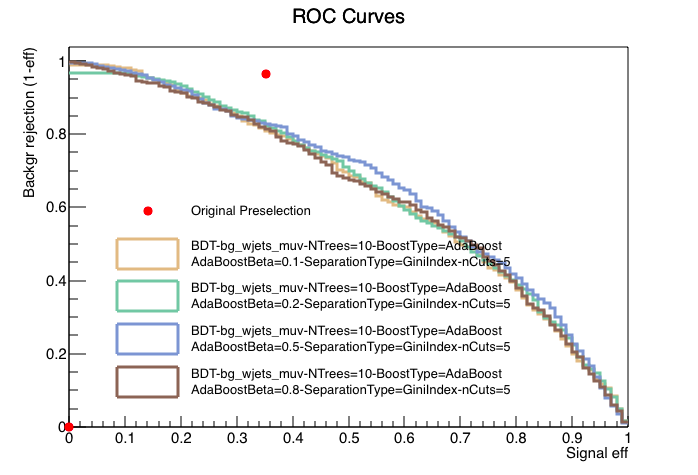 ROC Curves
Backgr rejection (1-eff)
1
0.8
0.6
0.4
0.2
0
Original Preselection
BDT-bg_wjets_muv-NTrees=10-BoostType=AdaBoost
AdaBoostBeta=0.1-SeparationType=GiniIndex-nCuts=5
BDT-bg_wjets_muv-NTrees=10-BoostType=AdaBoost
AdaBoostBeta=0.2-SeparationType=GiniIndex-nCuts=5
BDT-bg_wjets_muv-NTrees=10-BoostType=AdaBoost
AdaBoostBeta=0.5-SeparationType=GiniIndex-nCuts=5
BDT-bg_wjets_muv-NTrees=10-BoostType=AdaBoost
AdaBoostBeta=0.8-SeparationType=GiniIndex-nCuts=5
0 0.1 0.2 0.3 0.4 0.5 0.6 0.7 0.8 0.9 1
Signal eff